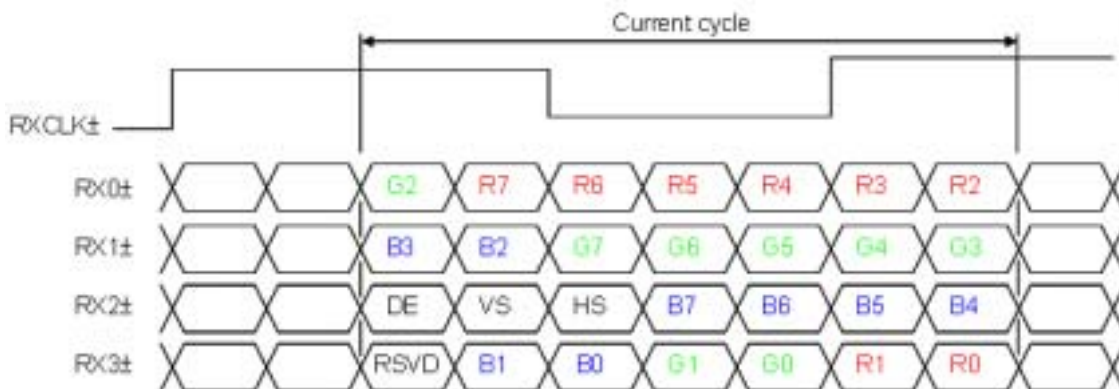 Current cycle
RXCLK±
RX0± G2 R7 R6 R5 R4 R3 R2
RX1± B3 B2 G7 G6 G5 G4 G3
RX2± DE VS HS B7 B6 B5 B4
RX3± RSVD B1 B0 G1 G0 R1 R0